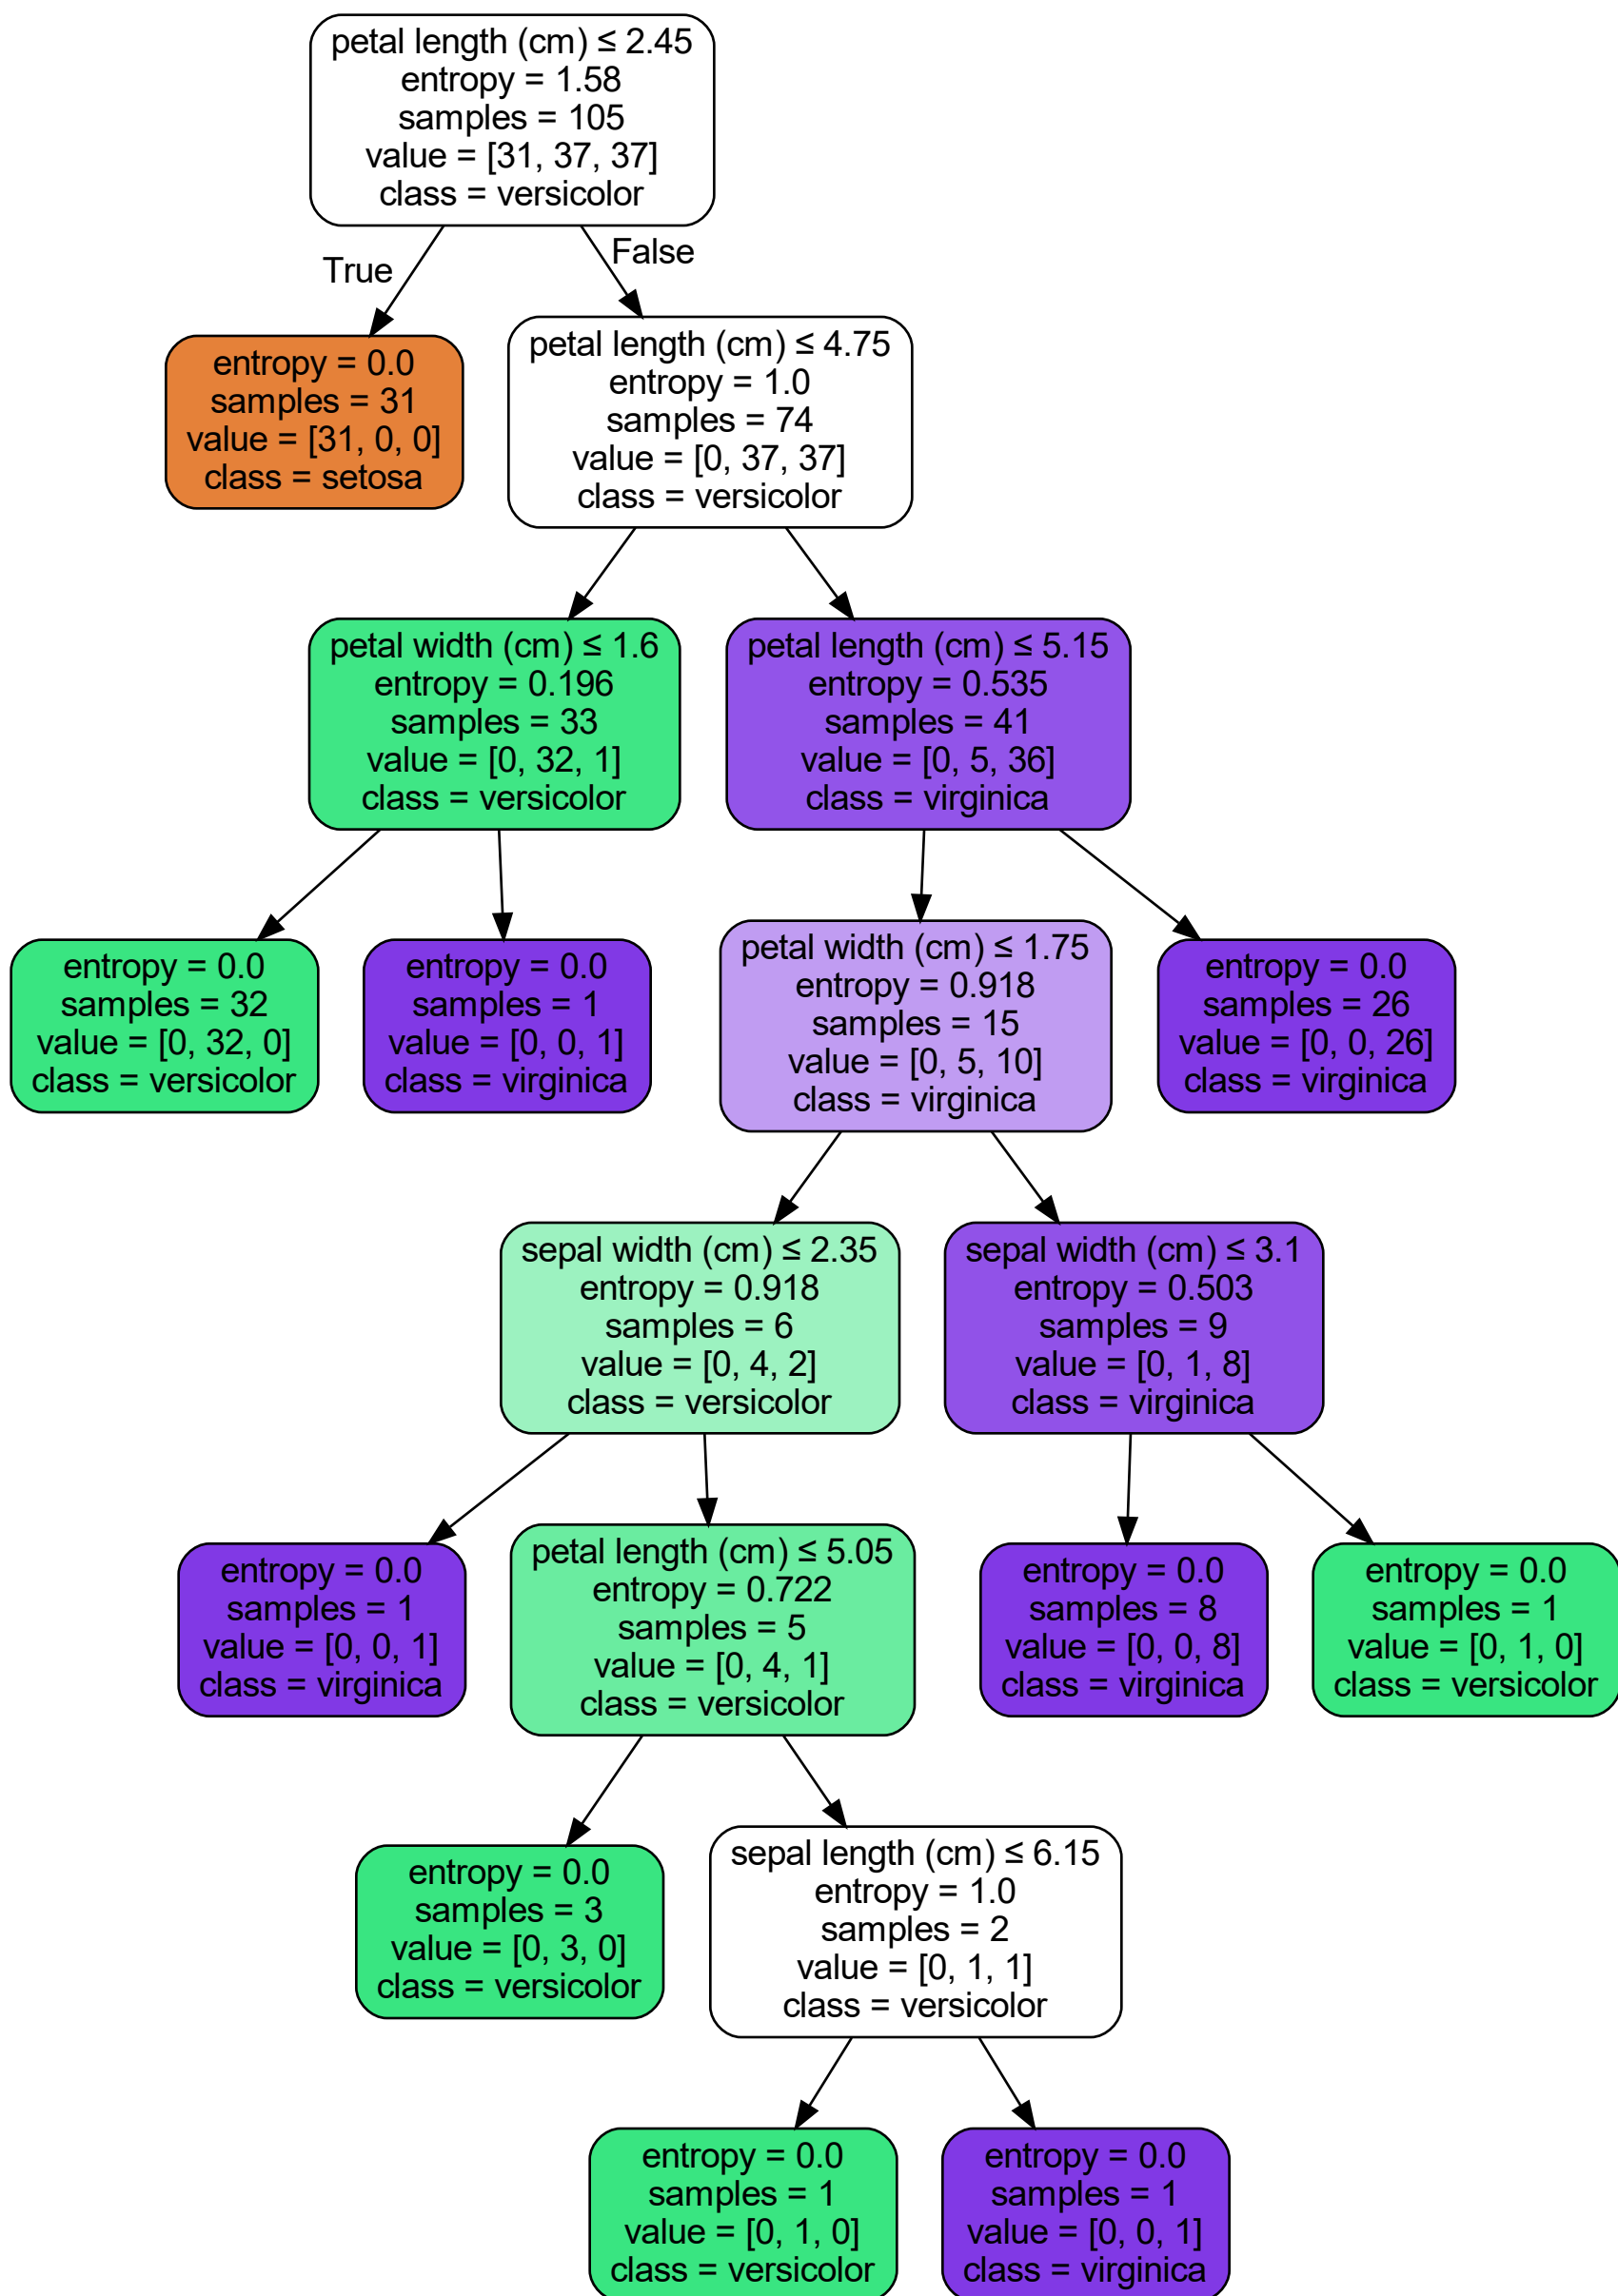 petal length (cm) ≤ 2.45
entropy = 1.58
samples = 105
value = [31, 37, 37]
class = versicolor
True
False
entropy = 0.0
samples = 31
value = [31, 0, 0]
class = setosa
petal length (cm) ≤ 4.75
entropy = 1.0
samples = 74
value = [0, 37, 37]
class = versicolor
petal width (cm) ≤ 1.6
entropy = 0.196
samples = 33
value = [0, 32, 1]
class = versicolor
petal length (cm) ≤ 5.15
entropy = 0.535
samples = 41
value = [0, 5, 36]
class = virginica
entropy = 0.0
samples = 32
value = [0, 32, 0]
class = versicolor
entropy = 0.0
samples = 1
value = [0, 0, 1]
class = virginica
petal width (cm) ≤ 1.75
entropy = 0.918
samples = 15
value = [0, 5, 10]
class = virginica
entropy = 0.0
samples = 26
value = [0, 0, 26]
class = virginica
sepal width (cm) ≤ 2.35
entropy = 0.918
samples = 6
value = [0, 4, 2]
class = versicolor
sepal width (cm) ≤ 3.1
entropy = 0.503
samples = 9
value = [0, 1, 8]
class = virginica
entropy = 0.0
samples = 1
value = [0, 0, 1]
class = virginica
petal length (cm) ≤ 5.05
entropy = 0.722
samples = 5
value = [0, 4, 1]
class = versicolor
entropy = 0.0
samples = 8
value = [0, 0, 8]
class = virginica
entropy = 0.0
samples = 1
value = [0, 1, 0]
class = versicolor
entropy = 0.0
samples = 3
value = [0, 3, 0]
class = versicolor
sepal length (cm) ≤ 6.15
entropy = 1.0
samples = 2
value = [0, 1, 1]
class = versicolor
entropy = 0.0
samples = 1
value = [0, 1, 0]
class = versicolor
entropy = 0.0
samples = 1
value = [0, 0, 1]
class = virginica